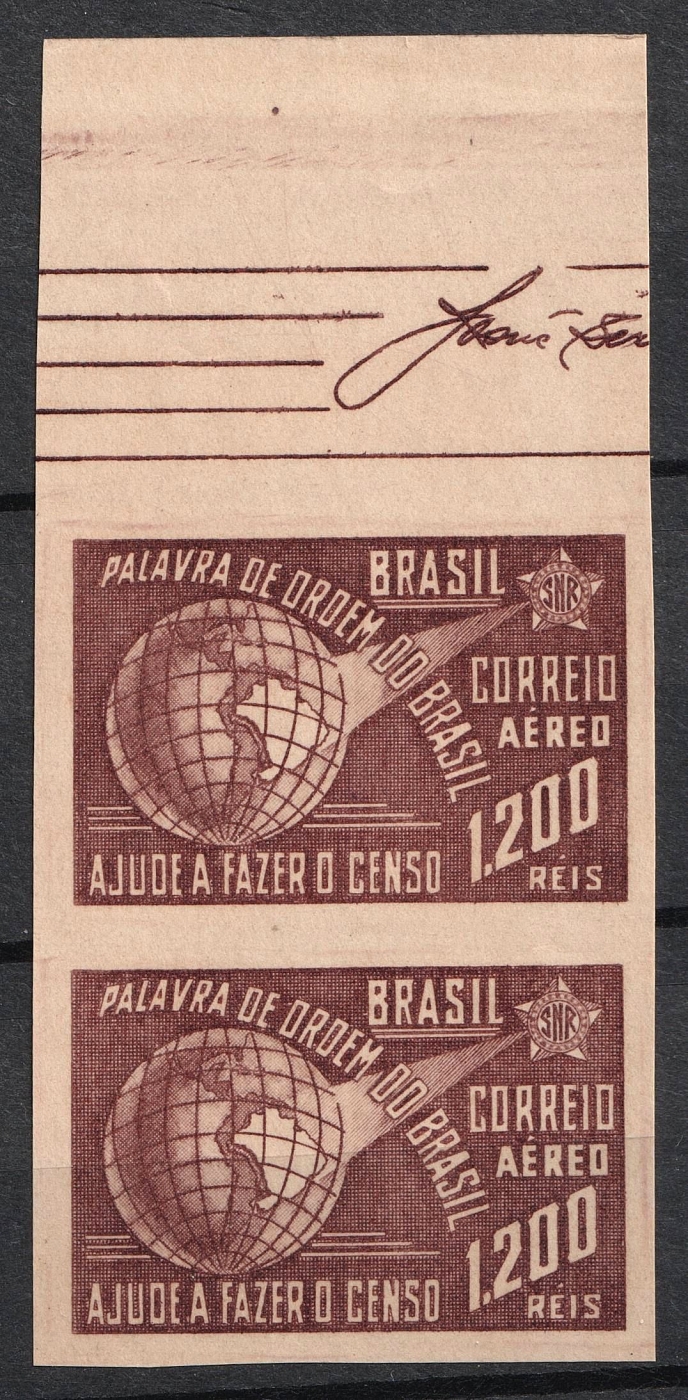 PALAVRA DE ORDEM DO BRASIL
BRASIL
SNR
CORREIO
AÉREO
1.200
RÉIS
AJUDE A FAZER O CENSO
PALAVRA DE ORDEM DO BRASIL
BRASIL
SNR
CORREIO
AÉREO
1.200
RÉIS
AJUDE A FAZER O CENSO